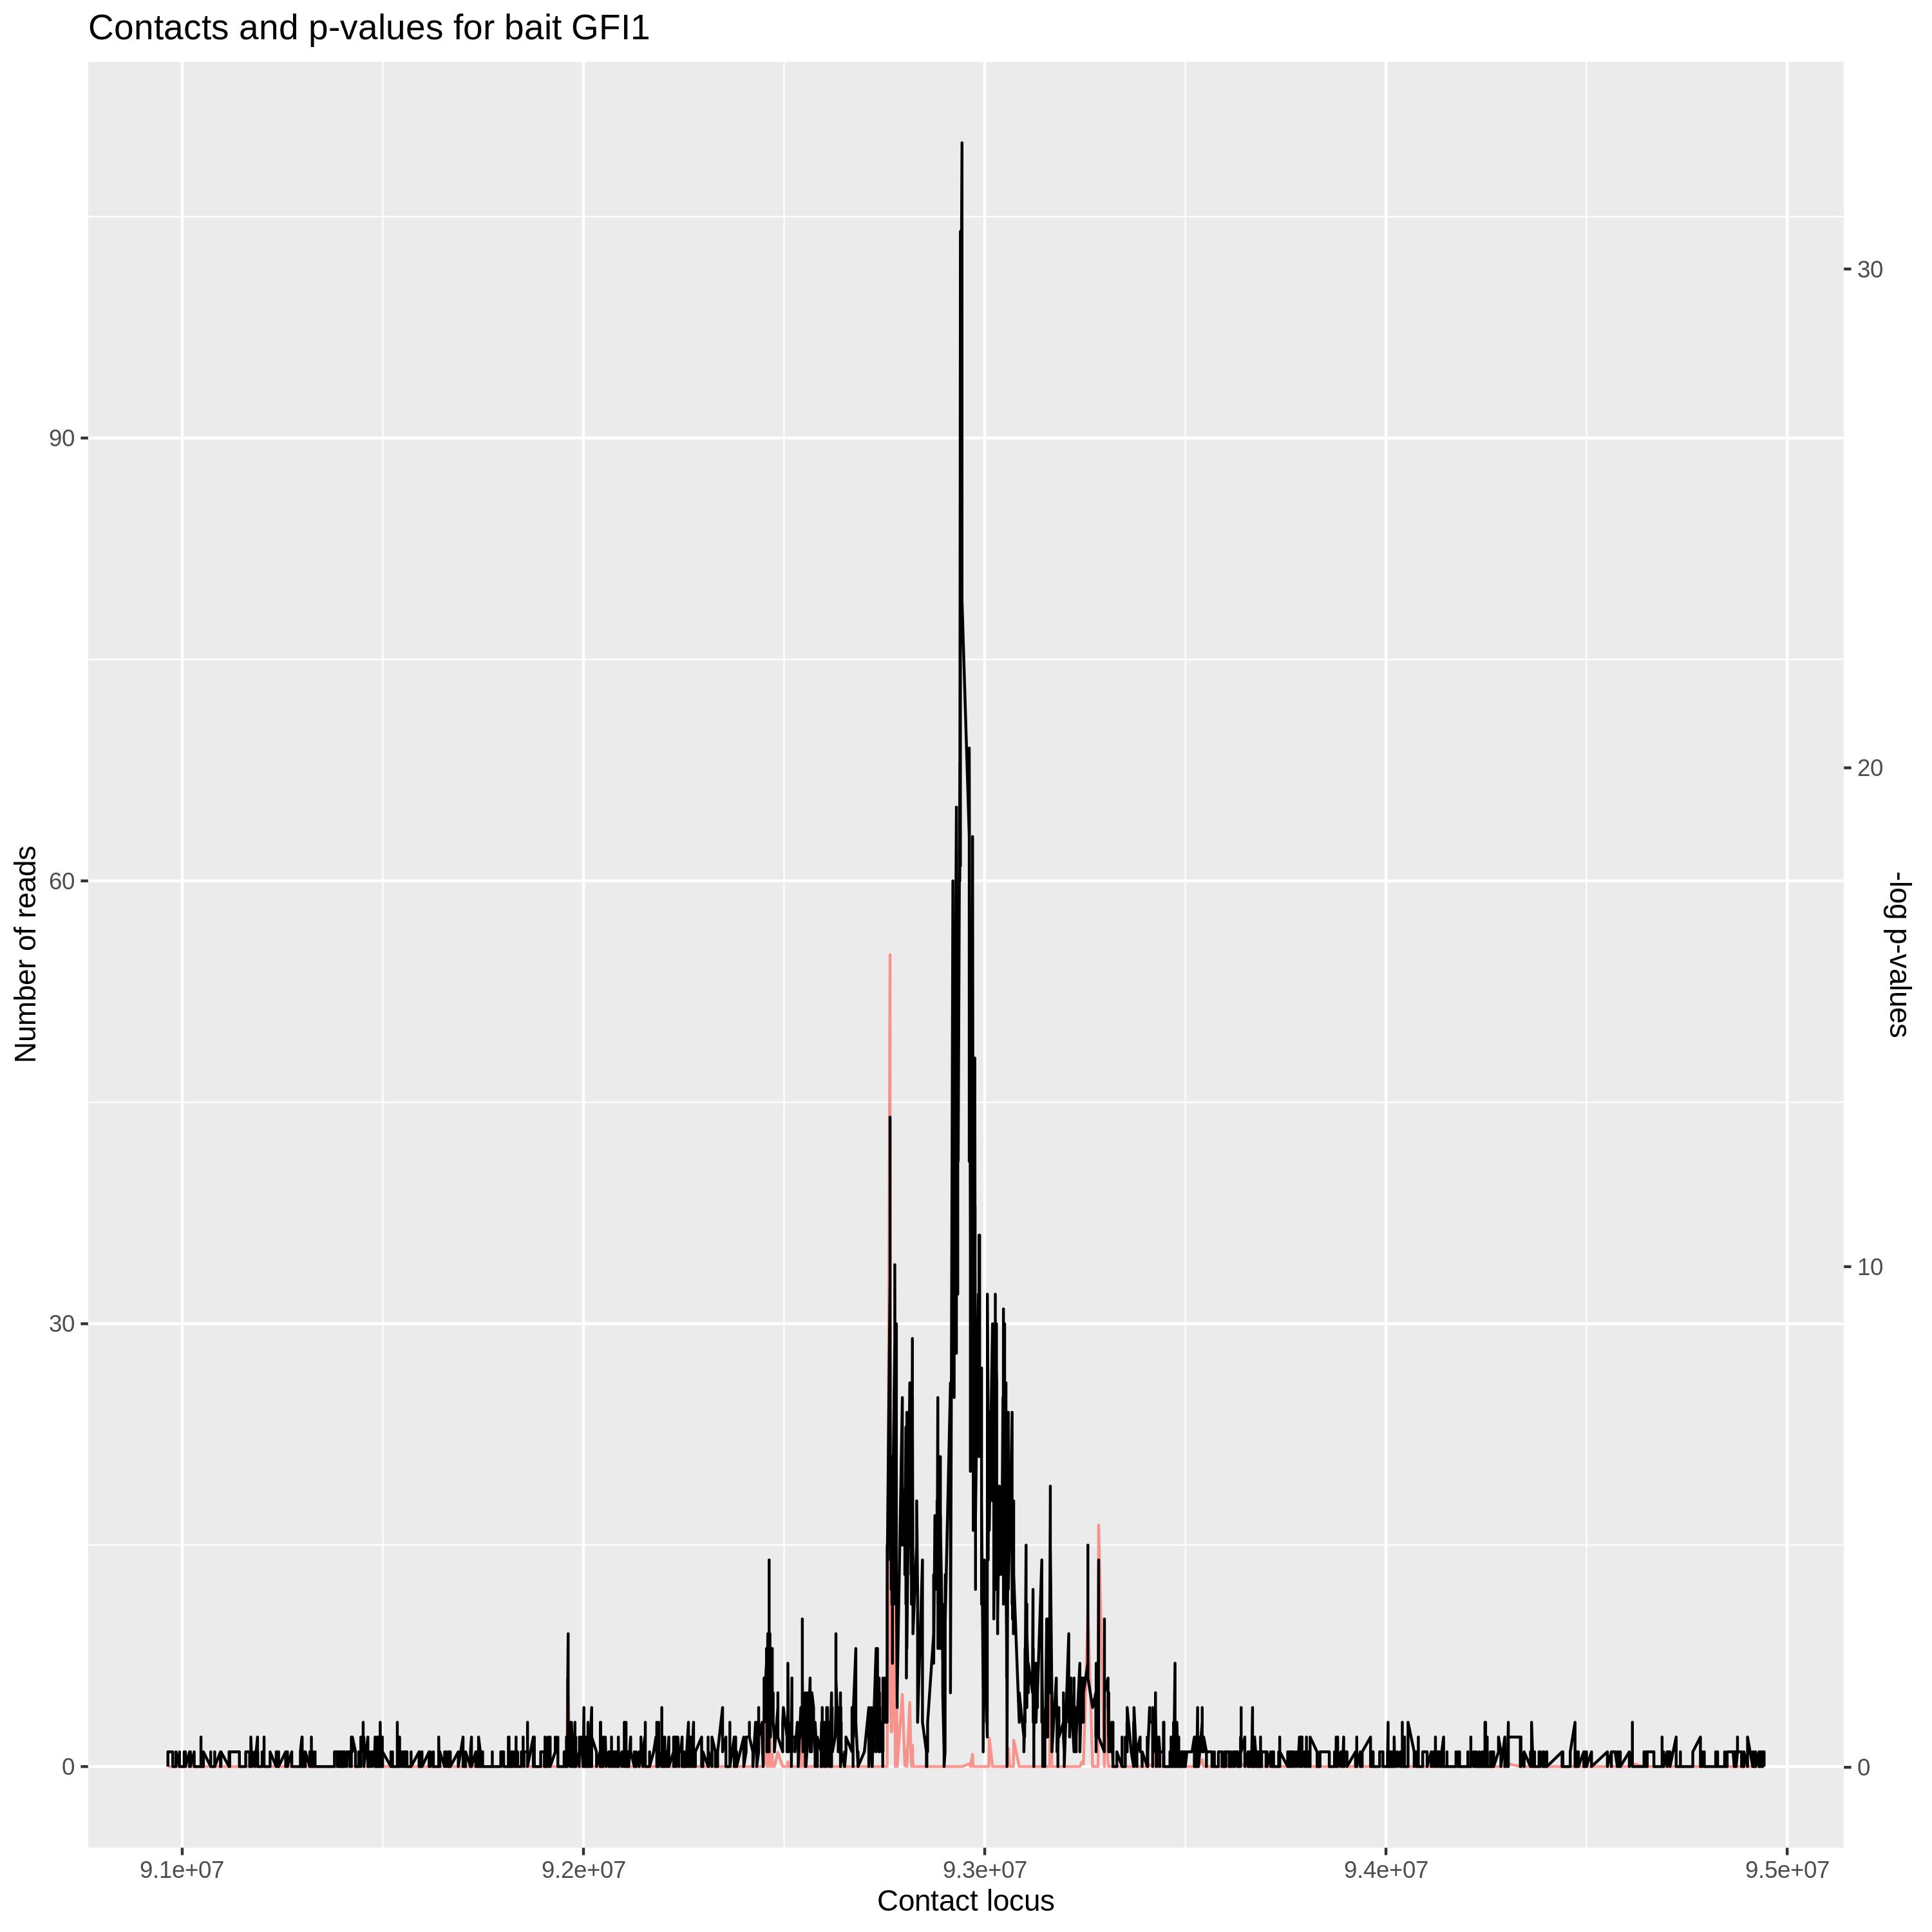 Contacts and p-values for bait GFI1
90
60
30
0
30
20
10
0
Number of reads
-log p-values
9.1e+07
9.2e+07
9.3e+07
9.4e+07
9.5e+07
Contact locus